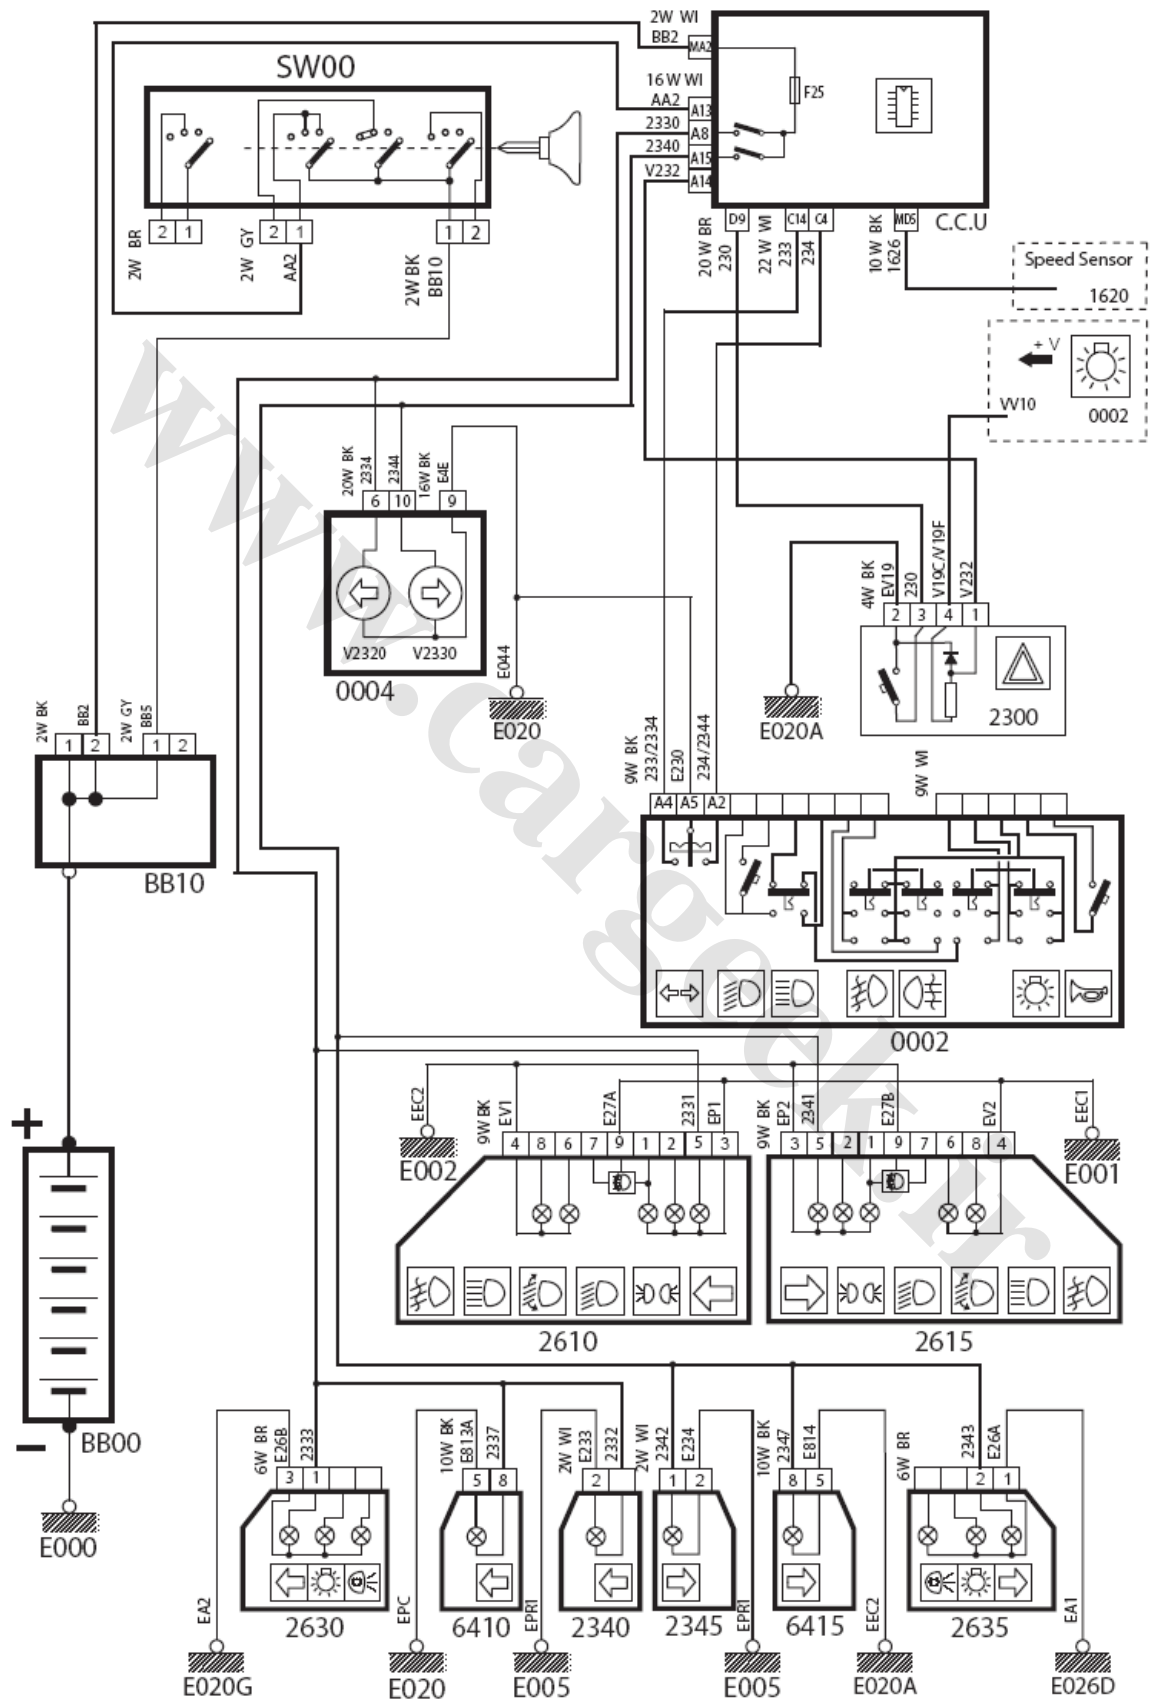 2W WI
BB2
MA2
SW00
16 W WI
AA2
A13
F25
2330
A8
2340
A15
V232
A14
D9
C14
C4
MD5
C.C.U
2
1
2
1
1
2
2W BR
2W GY
AA2
2W BK
BB10
20 W BR
230
22 W WI
233
234
10 W BK
1626
Speed Sensor
1620
+ V
VV10
0002
20W BK
2334
2344
16W BK
E4E
6
10
9
V2320
V2330
0004
E044
E020
4W BK
EV19
230
V19C/V19F
V232
2
3
4
1
2300
E020A
2W BK
BB2
2W GY
BB5
1
2
1
2
BB10
9W BK
233/2334
E230
234/2344
9W WI
A4
A5
A2
0002
EEC2
E002
9W BK
EV1
E27A
2331
EP1
4
8
6
7
9
1
2
5
3
2610
9W BK
EP2
2341
E27B
EV2
3
5
2
1
9
7
6
8
4
2615
EEC1
E001
+
−
BB00
E000
6W BR
E26B
2333
3
1
2630
EA2
E020G
10W BK
E813A
2337
5
8
6410
EPC
E020
2W WI
E233
2332
2
2340
EPR1
E005
2W WI
2342
E234
1
2
2345
EPR1
E005
10W BK
2347
E814
8
5
6415
EEC2
E020A
6W BR
2343
E26A
2
1
2635
EA1
E026D
www.cargeek.ir